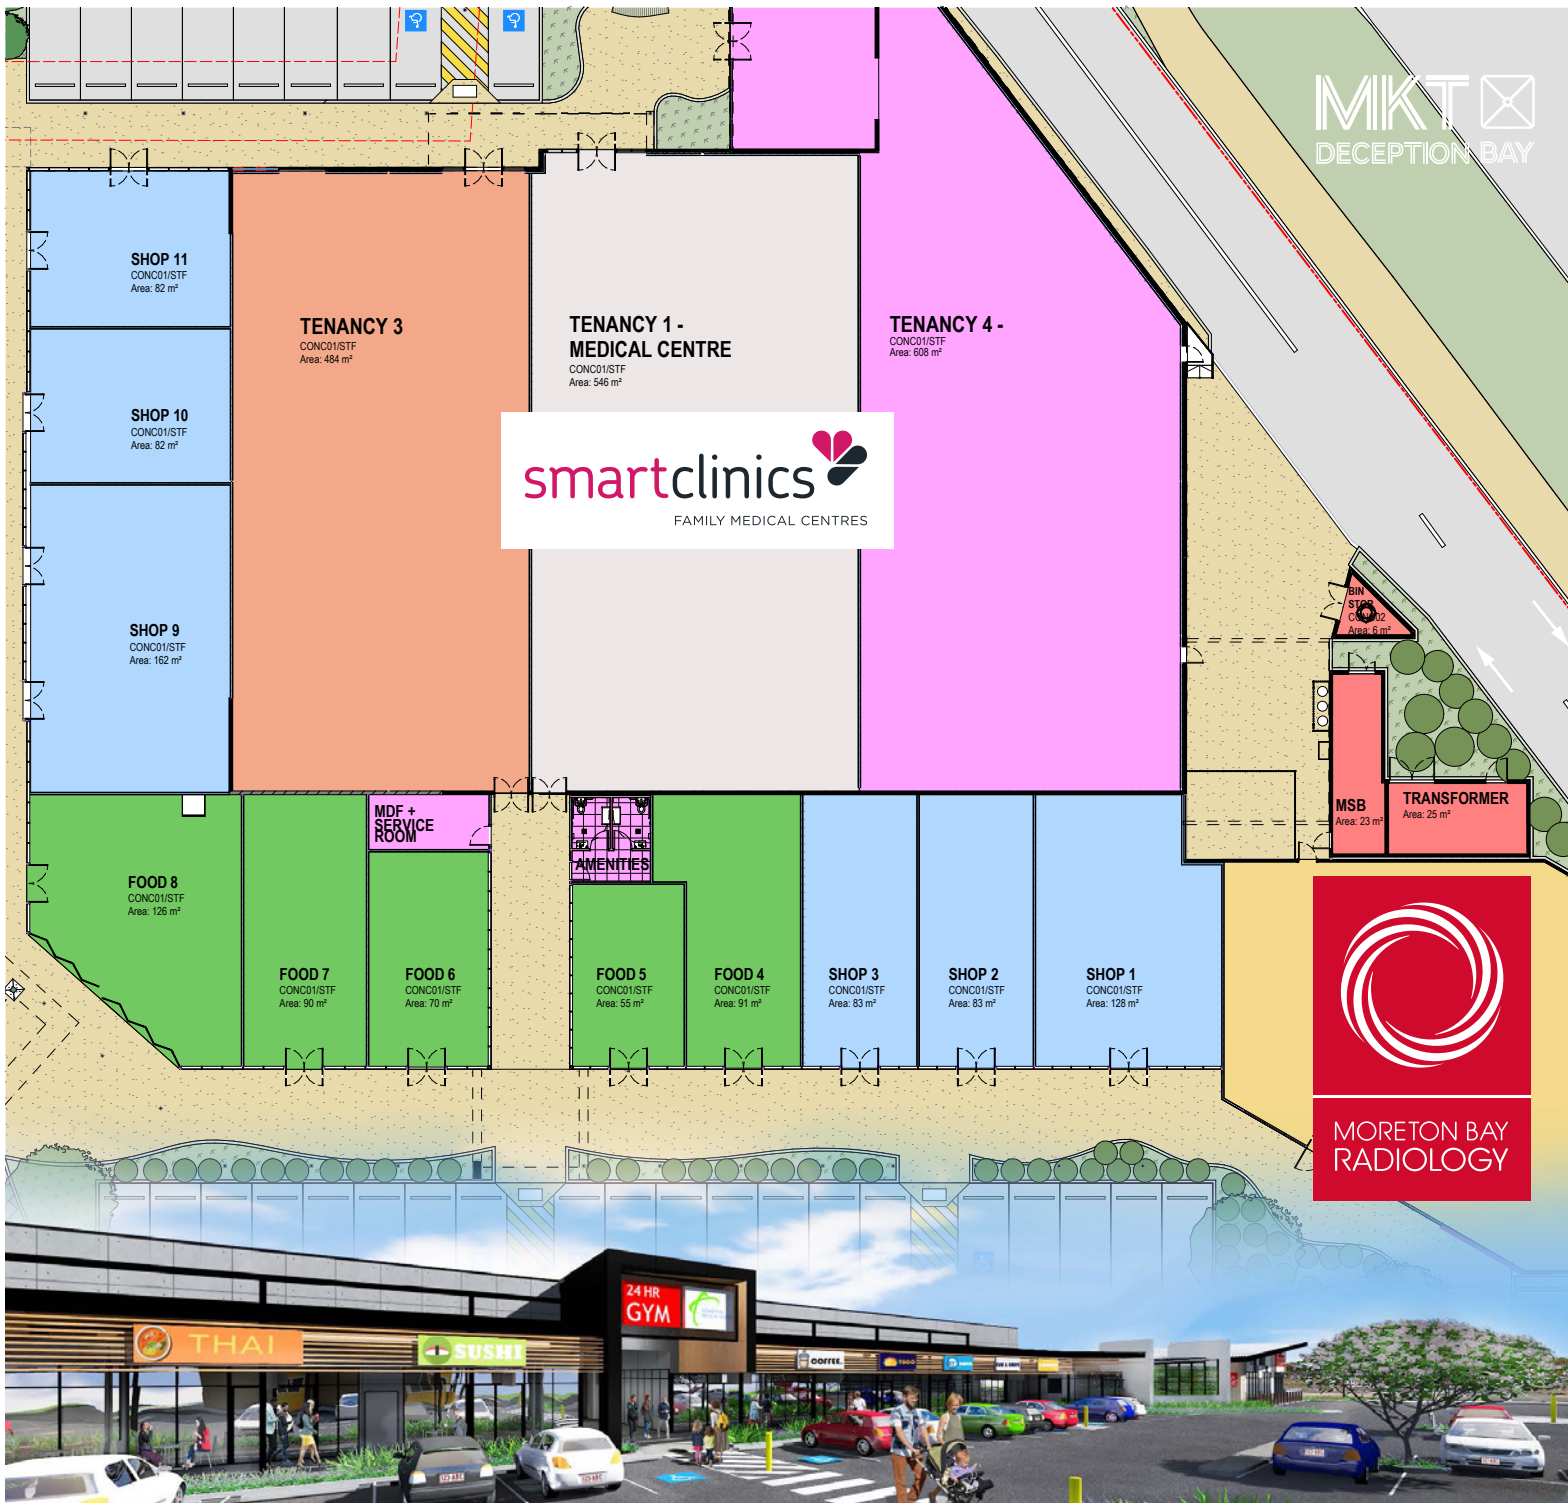 MKT
DECEPTION BAY
SHOP 11
CONC01/STF
Area: 82 m²
TENANCY 3
CONC01/STF
Area: 484 m²
TENANCY 1 -
MEDICAL CENTRE
CONC01/STF
Area: 546 m²
TENANCY 4 -
CONC01/STF
Area: 608 m²
SHOP 10
CONC01/STF
Area: 82 m²
smartclinics
FAMILY MEDICAL CENTRES
SHOP 9
CONC01/STF
Area: 162 m²
BIN
Area: 6 m²
MSB
Area: 23 m²
TRANSFORMER
Area: 25 m²
MDF +
SERVICE
ROOM
AMENITIES
FOOD 8
CONC01/STF
Area: 126 m²
FOOD 7
CONC01/STF
Area: 90 m²
FOOD 6
CONC01/STF
Area: 70 m²
FOOD 5
CONC01/STF
Area: 55 m²
FOOD 4
CONC01/STF
Area: 91 m²
SHOP 3
CONC01/STF
Area: 83 m²
SHOP 2
CONC01/STF
Area: 83 m²
SHOP 1
CONC01/STF
Area: 128 m²
MORETON BAY
RADIOLOGY
24 HR
GYM
THAI
SUSHI
COFFEE.
TACO